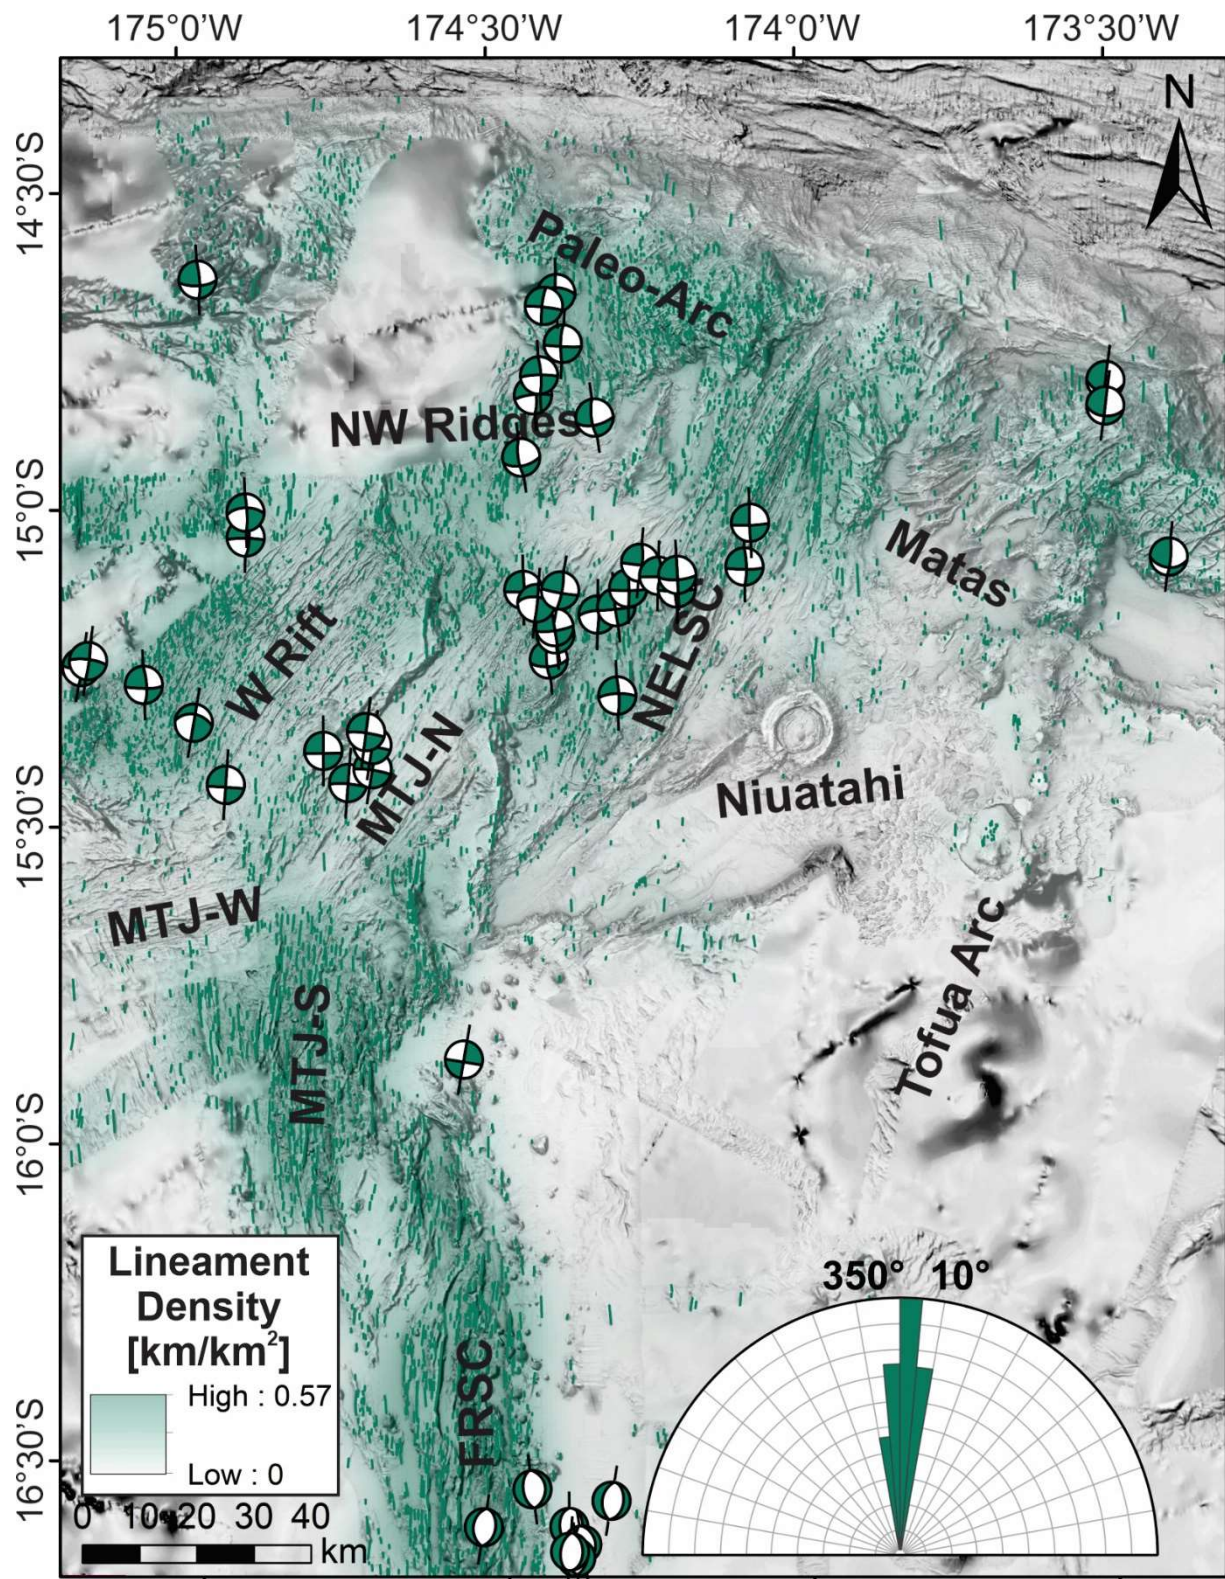 175°0'W 174°30'W 174°0'W 173°30'W
N
14°30'S
Paleo-Arc
NW Ridges
15°0'S
Matas
W Rift
NELSC
MTJ-N
Niuatahi
15°30'S
MTJ-W
Tofua Arc
MTJ-S
16°0'S
Lineament
Density
[km/km²]
High : 0.57
Low : 0
350° 10°
FRSC
16°30'S
0 10 20 30 40
km